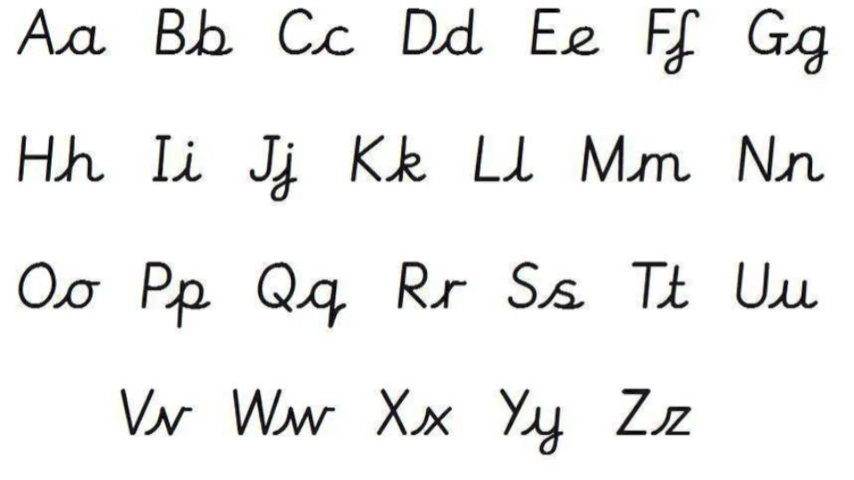 Aa Bb Cc Dd Ee Ff Gg
Hh Ii Jj Kk Ll Mm Nn
Oo Pp Qq Rr Ss Tt Uu
Vv Ww Xx Yy Zz